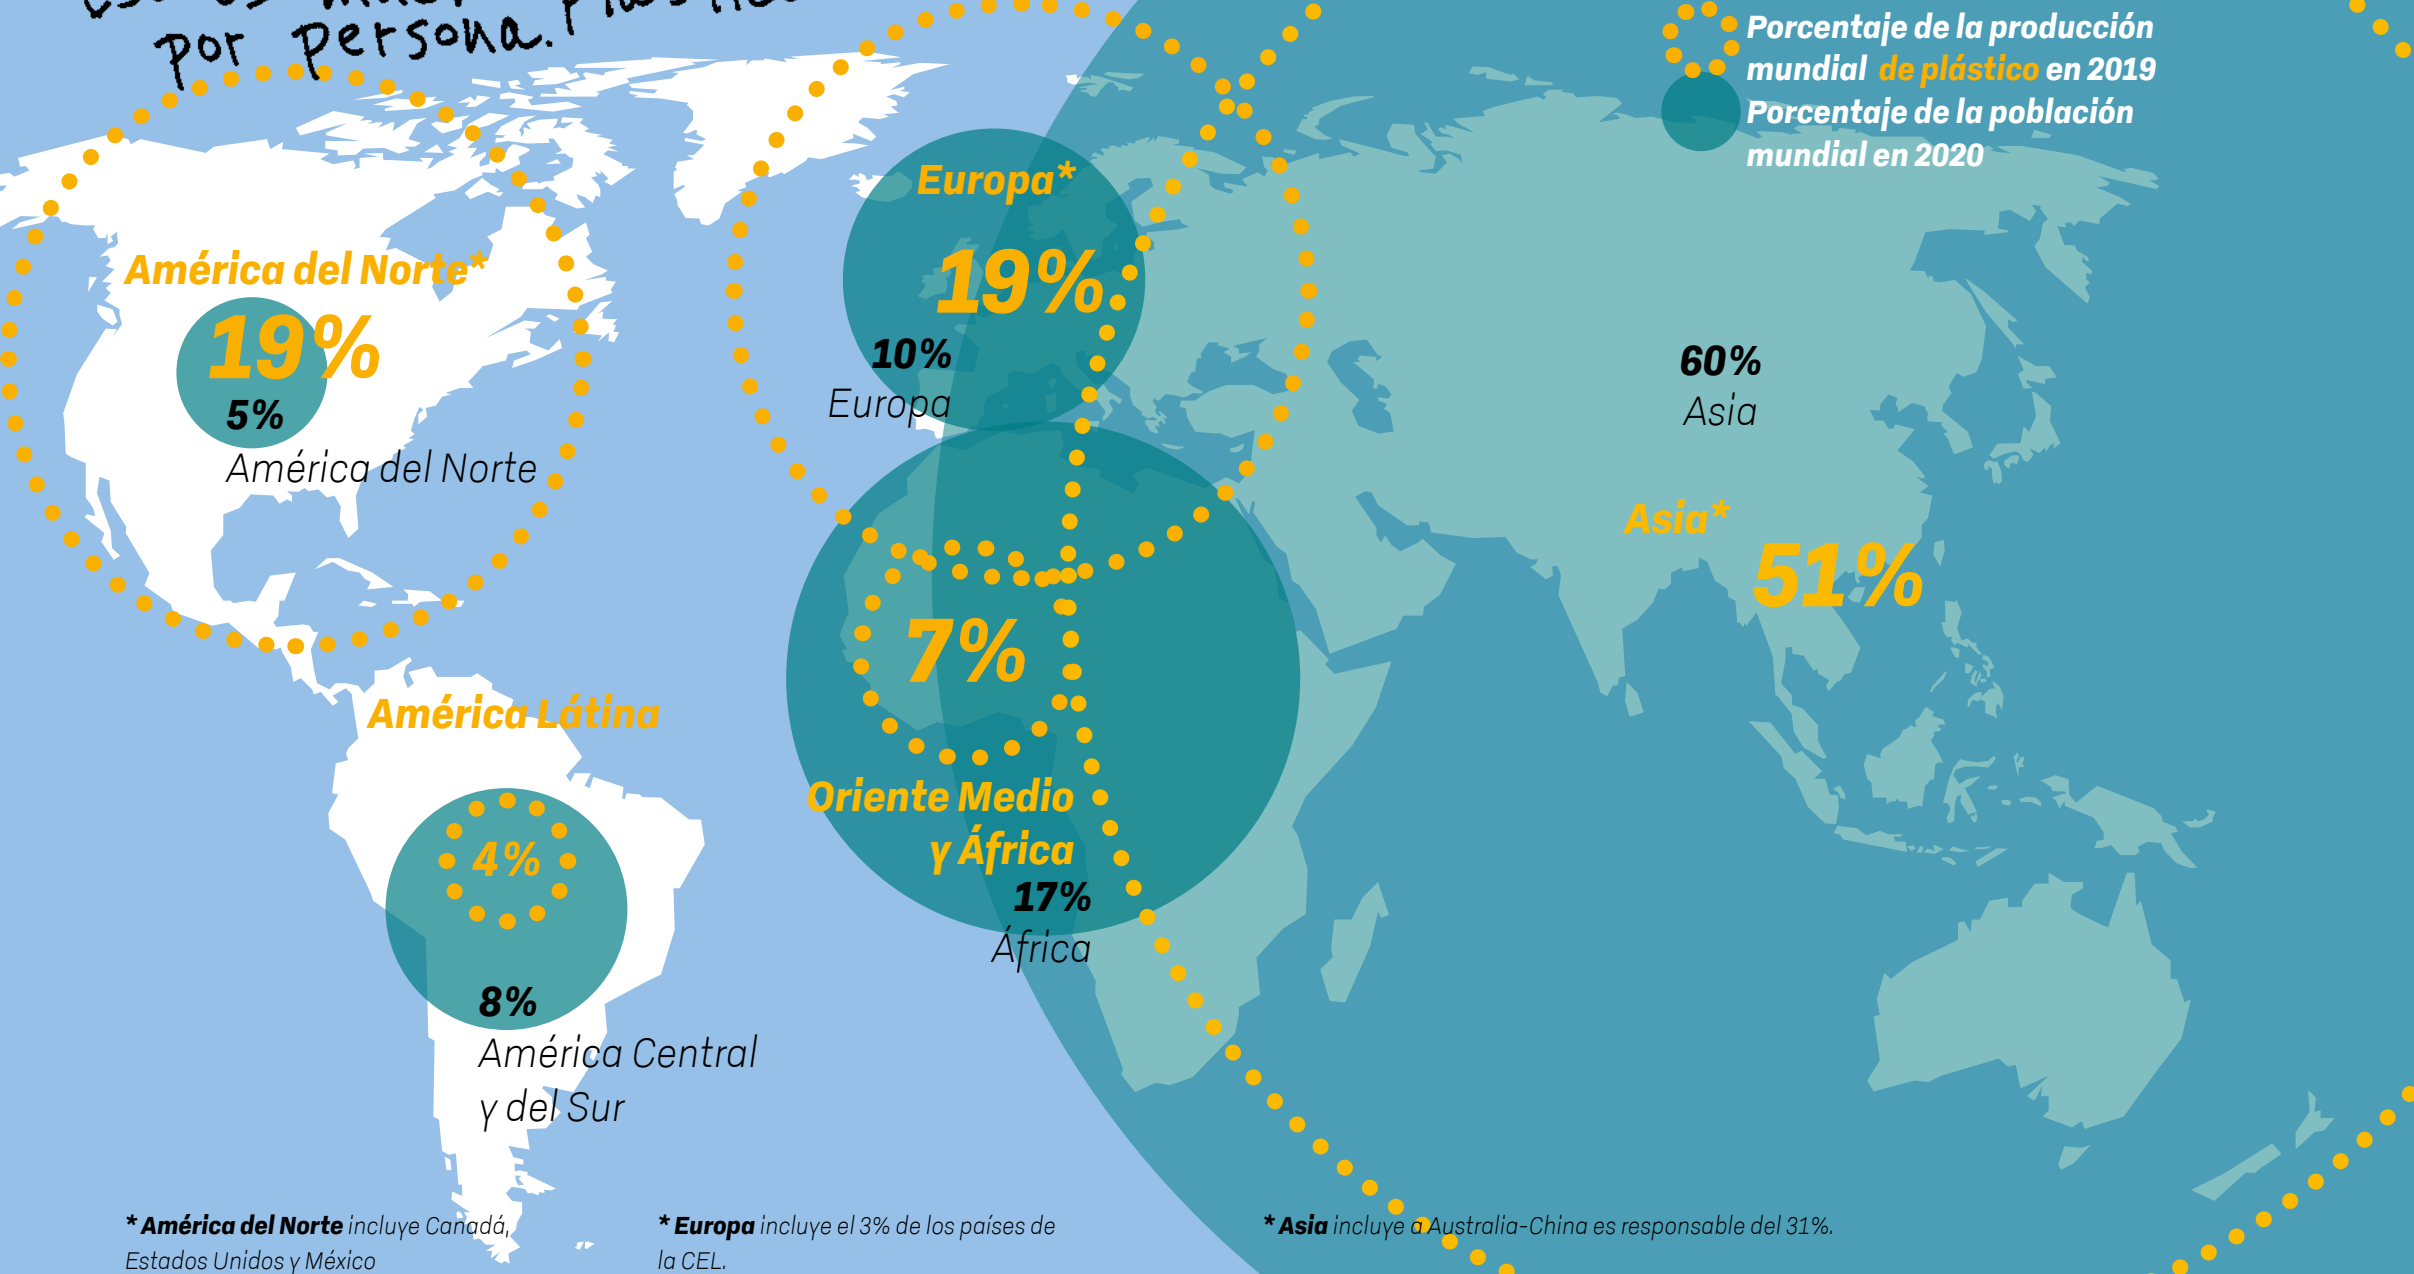 por persona.
Porcentaje de la producción
mundial de plástico en 2019
Porcentaje de la población
mundial en 2020
Europa*
19%
10%
Europa
América del Norte*
19%
5%
América del Norte
60%
Asia
Asia*
51%
7%
Oriente Medio
y África
17%
África
América Látina
4%
8%
América Central
y del Sur
* América del Norte incluye Canadá,
Estados Unidos y México
* Europa incluye el 3% de los países de
la CEL.
* Asia incluye a Australia-China es responsable del 31%.